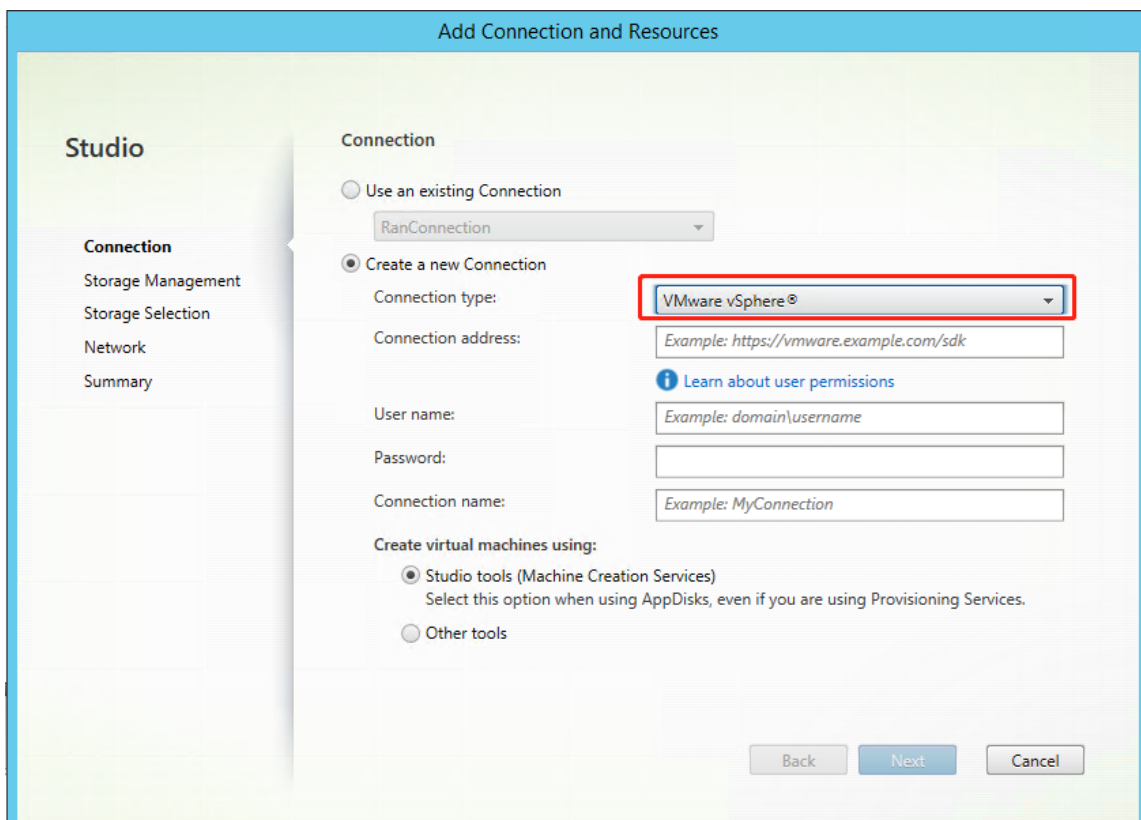 Add Connection and Resources
Studio
Connection
Storage Management
Storage Selection
Network
Summary
Connection
Use an existing Connection
RanConnection
Create a new Connection
Connection type:
VMware vSphere®
Connection address:
Example: https://vmware.example.com/sdk
Learn about user permissions
User name:
Example: domain\username
Password:
Connection name:
Example: MyConnection
Create virtual machines using:
Studio tools (Machine Creation Services)
Select this option when using AppDisks, even if you are using Provisioning Services.
Other tools
Back
Next
Cancel